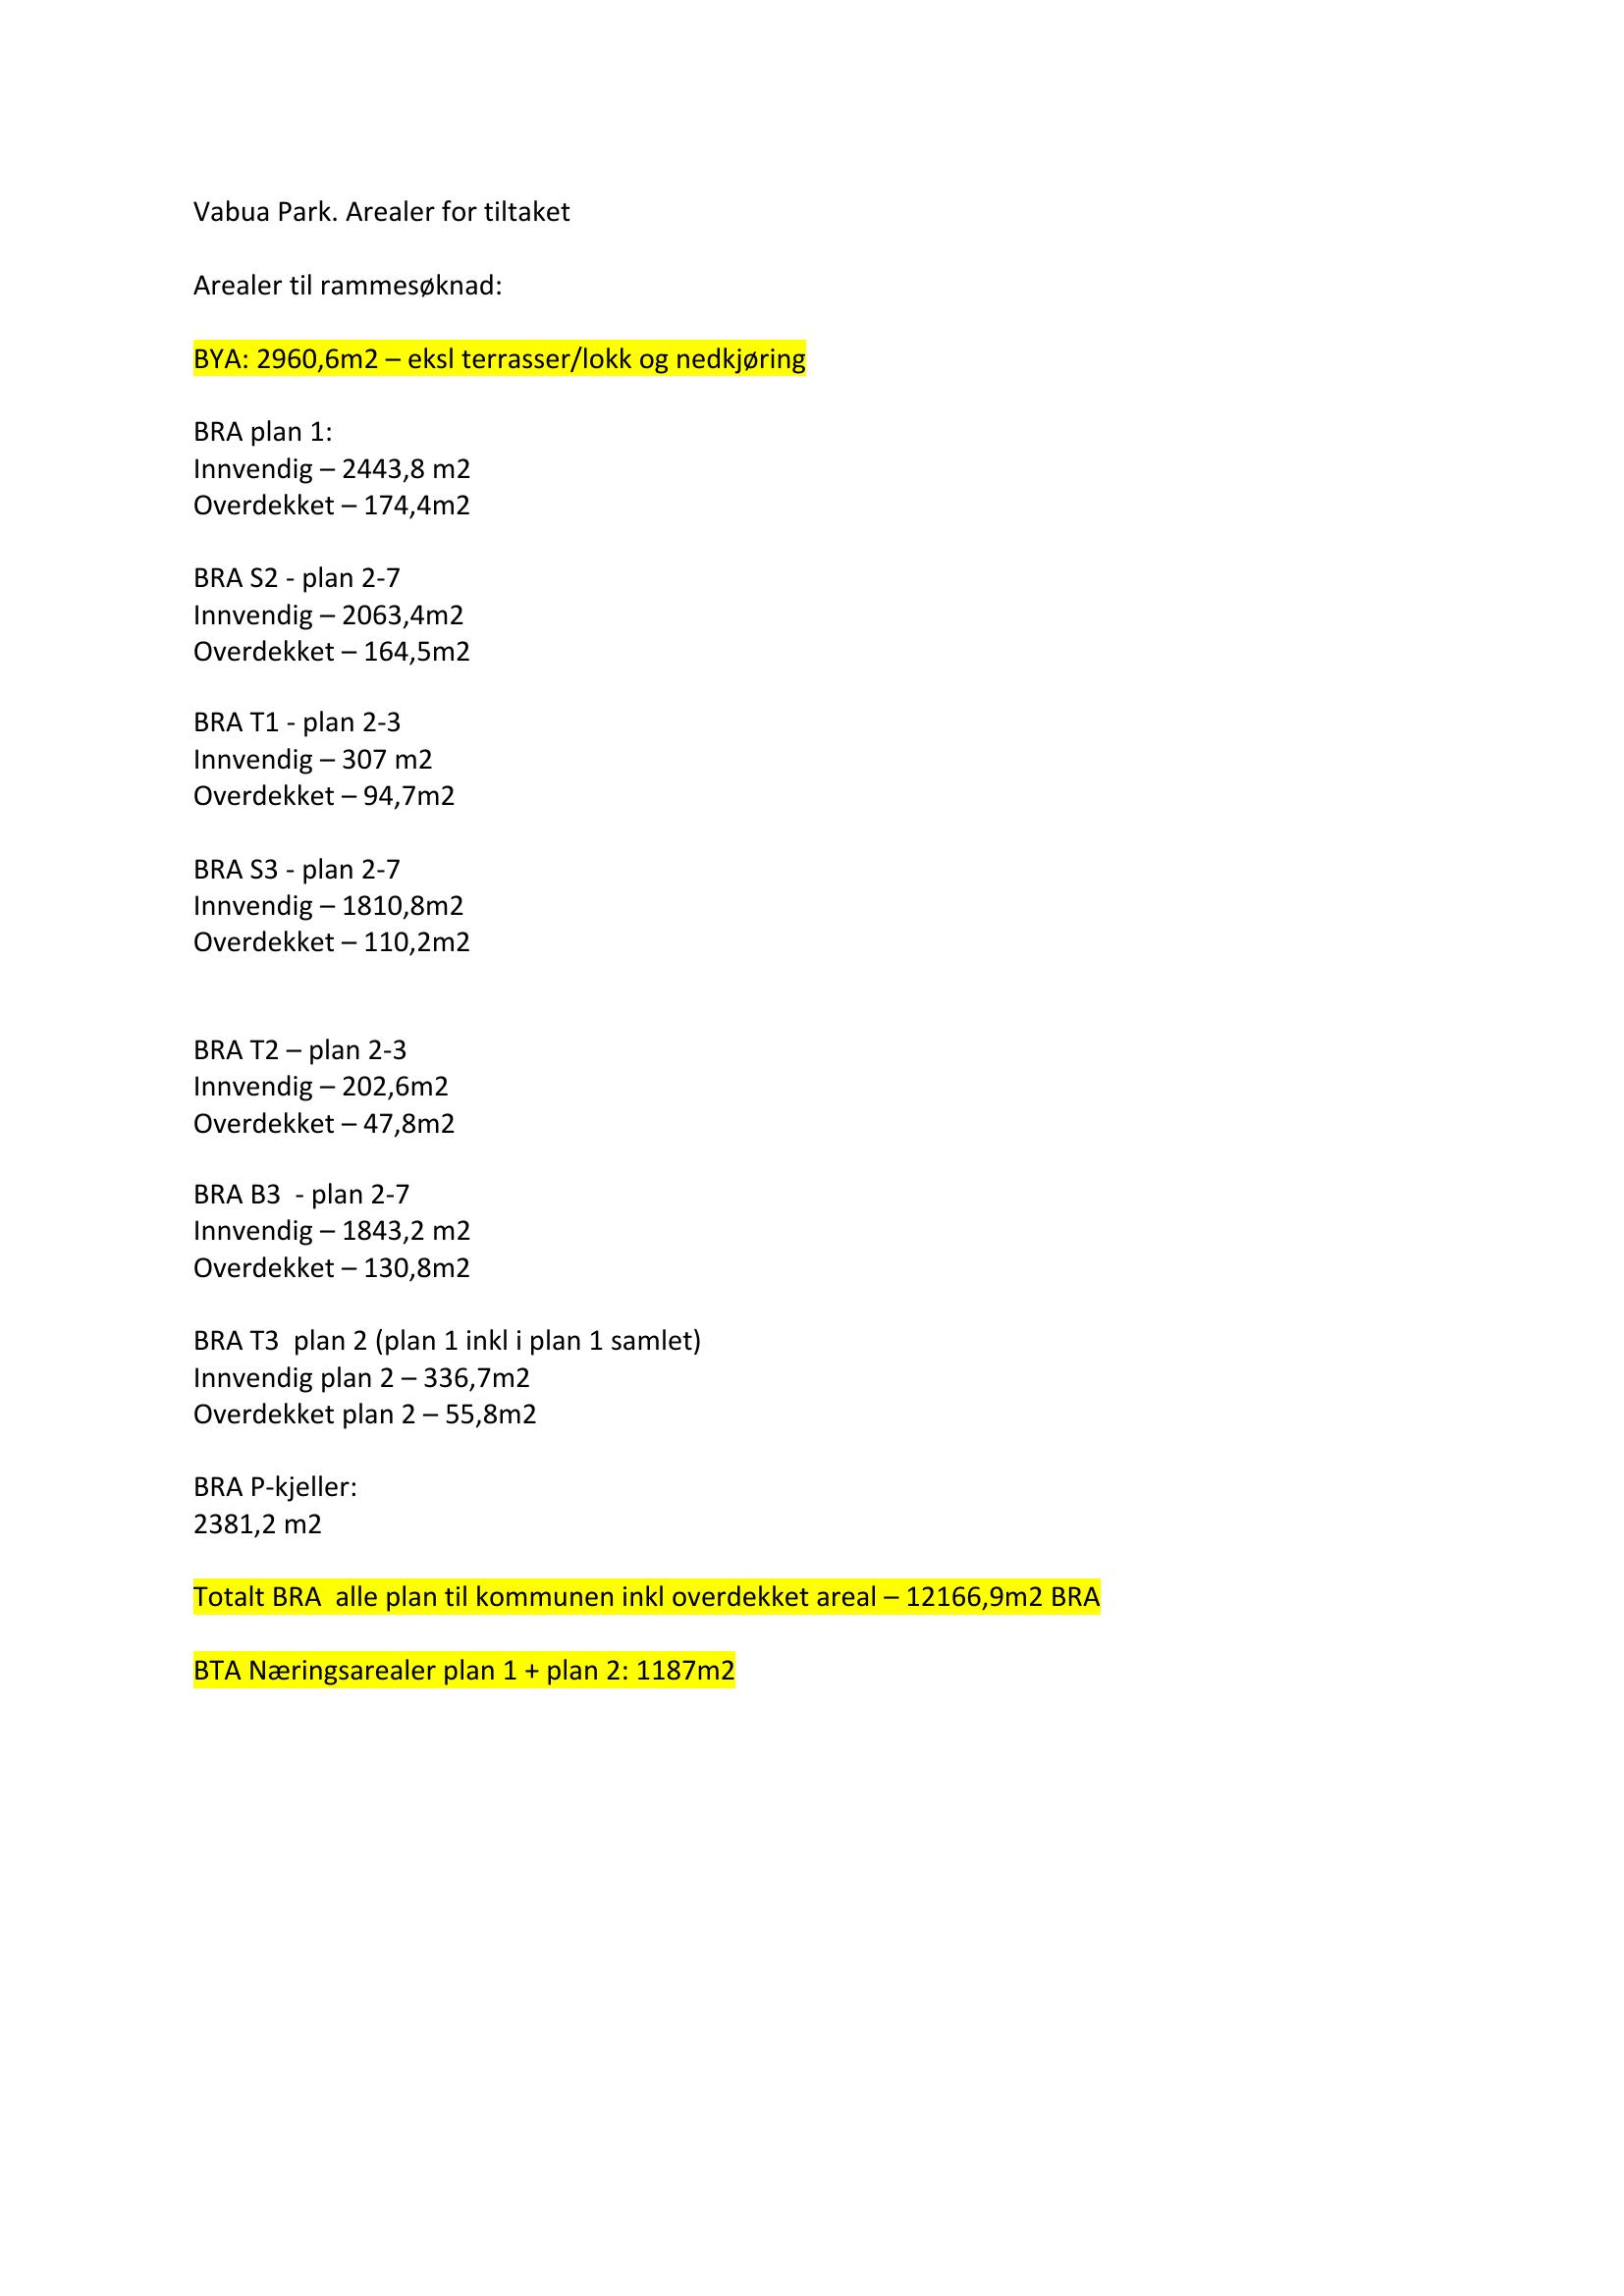 Vabua Park. Arealer for tiltaket
Arealer til rammesøknad:
BYA: 2960,6m2 – eksl terrasser/lokk og nedkjøring
BRA plan 1:
Innvendig – 2443,8 m2
Overdekket – 174,4m2
BRA S2 - plan 2-7
Innvendig – 2063,4m2
Overdekket – 164,5m2
BRA T1 - plan 2-3
Innvendig – 307 m2
Overdekket – 94,7m2
BRA S3 - plan 2-7
Innvendig – 1810,8m2
Overdekket – 110,2m2
BRA T2 – plan 2-3
Innvendig – 202,6m2
Overdekket – 47,8m2
BRA B3  - plan 2-7
Innvendig – 1843,2 m2
Overdekket – 130,8m2
BRA T3  plan 2 (plan 1 inkl i plan 1 samlet)
Innvendig plan 2 – 336,7m2
Overdekket plan 2 – 55,8m2
BRA P-kjeller:
2381,2 m2
Totalt BRA  alle plan til kommunen inkl overdekket areal – 12166,9m2 BRA
BTA Næringsarealer plan 1 + plan 2: 1187m2